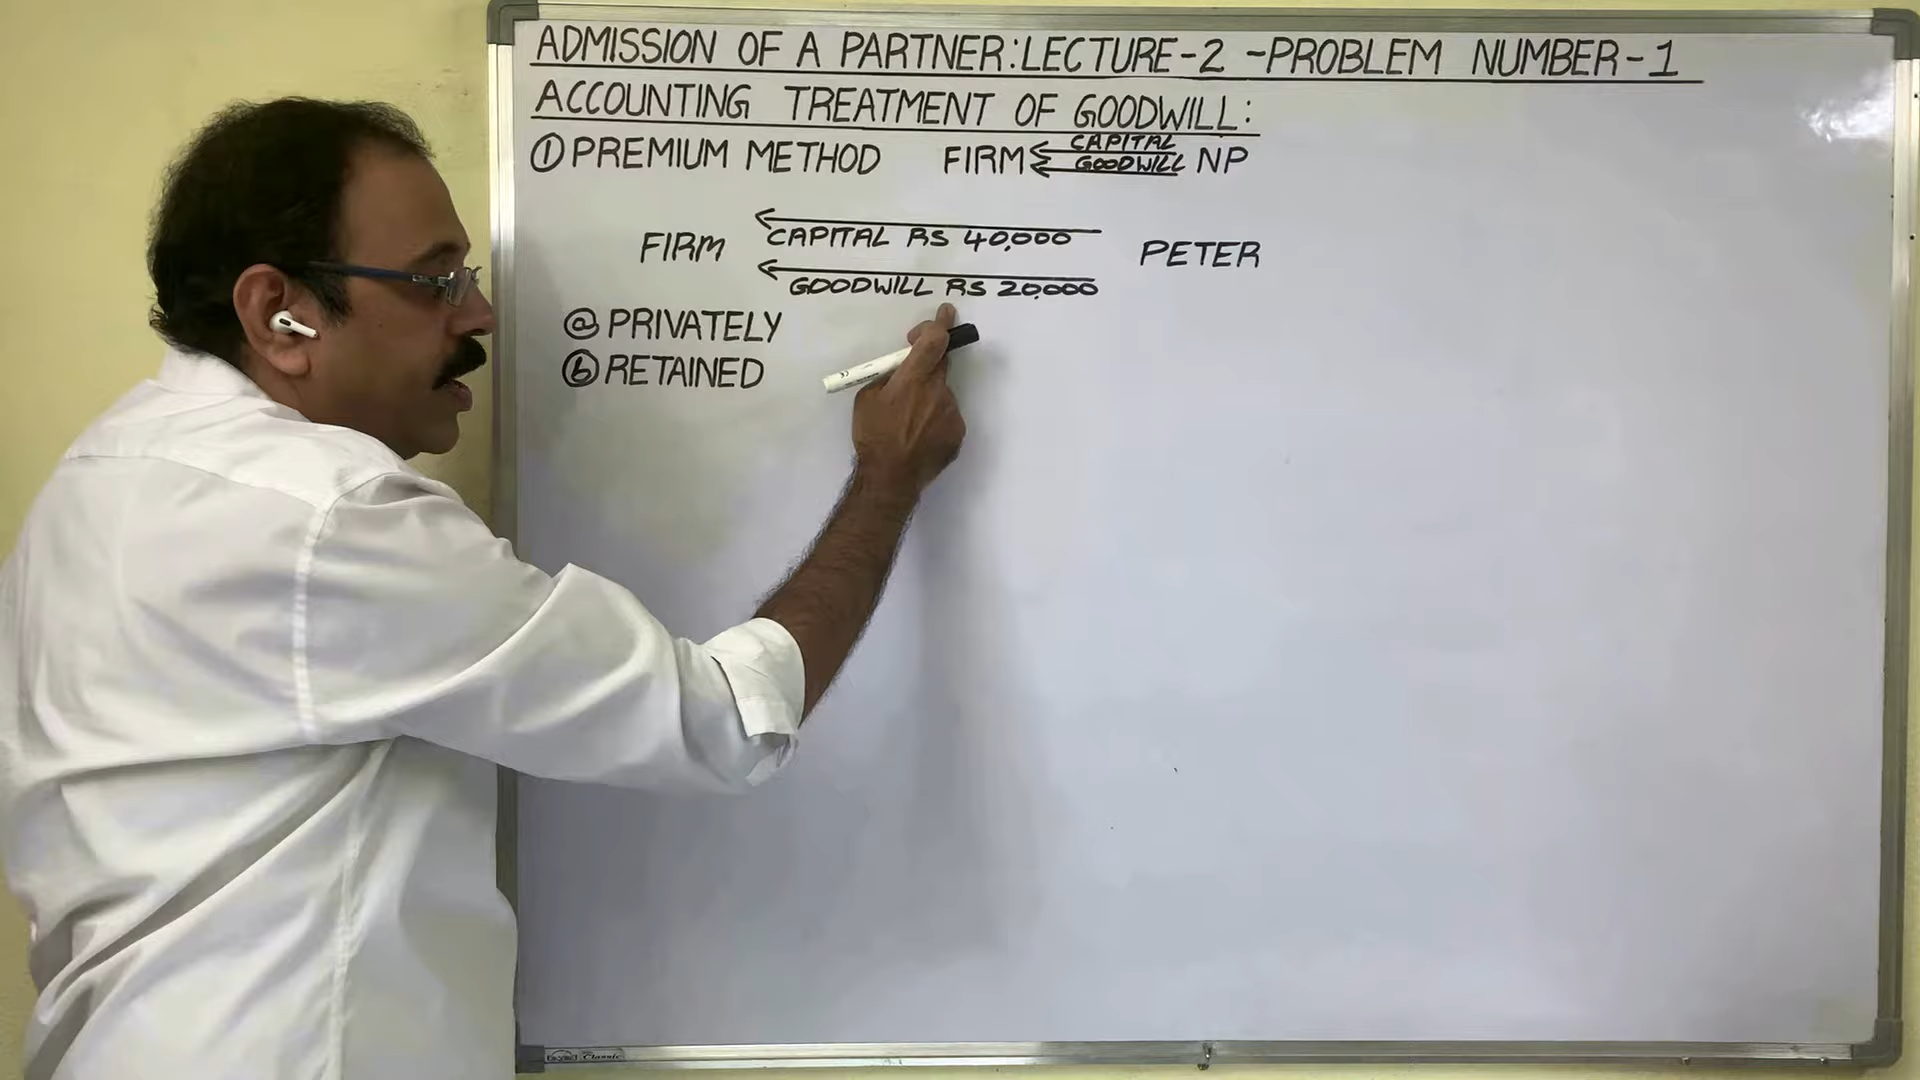 ADMISSION OF A PARTNER:LECTURE-2 -PROBLEM NUMBER-1
ACCOUNTING TREATMENT OF GOODWILL:
① PREMIUM METHOD FIRM CAPITAL GOODWILL NP
FIRM CAPITAL RS 40,000 PETER
GOODWILL RS 20,000
ⓐ PRIVATELY
ⓑ RETAINED
Classic